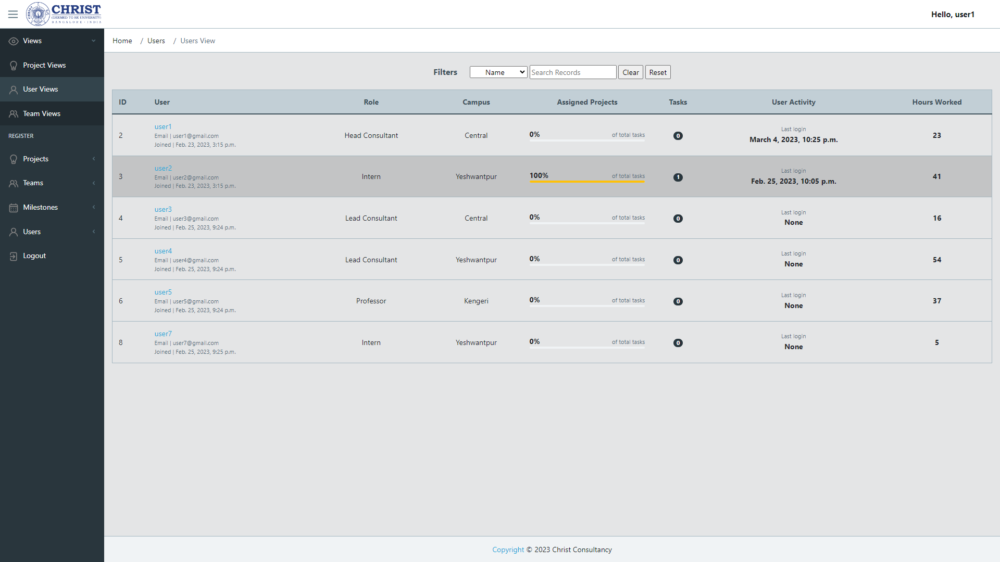 CHRIST
(DEEMED TO BE UNIVERSITY)
BANGALORE · INDIA
Hello, user1
Views
Project Views
User Views
Team Views
REGISTER
Projects
Teams
Milestones
Users
Logout
Home / Users / Users View
Filters Name Search Records Clear Reset
ID User Role Campus Assigned Projects Tasks User Activity Hours Worked
2 user1 Head Consultant Central 0% of total tasks 0 Last login 23
Email | user1@gmail.com March 4, 2023, 10:25 p.m.
Joined | Feb. 23, 2023, 3:15 p.m.
3 user2 Intern Yeshwantpur 100% of total tasks 1 Last login 41
Email | user2@gmail.com Feb. 25, 2023, 10:05 p.m.
Joined | Feb. 23, 2023, 3:15 p.m.
4 user3 Lead Consultant Central 0% of total tasks 0 Last login 16
Email | user3@gmail.com None
Joined | Feb. 25, 2023, 9:24 p.m.
5 user4 Lead Consultant Yeshwantpur 0% of total tasks 0 Last login 54
Email | user4@gmail.com None
Joined | Feb. 25, 2023, 9:24 p.m.
6 user5 Professor Kengeri 0% of total tasks 0 Last login 37
Email | user5@gmail.com None
Joined | Feb. 25, 2023, 9:24 p.m.
8 user7 Intern Yeshwantpur 0% of total tasks 0 Last login 5
Email | user7@gmail.com None
Joined | Feb. 25, 2023, 9:25 p.m.
Copyright © 2023 Christ Consultancy